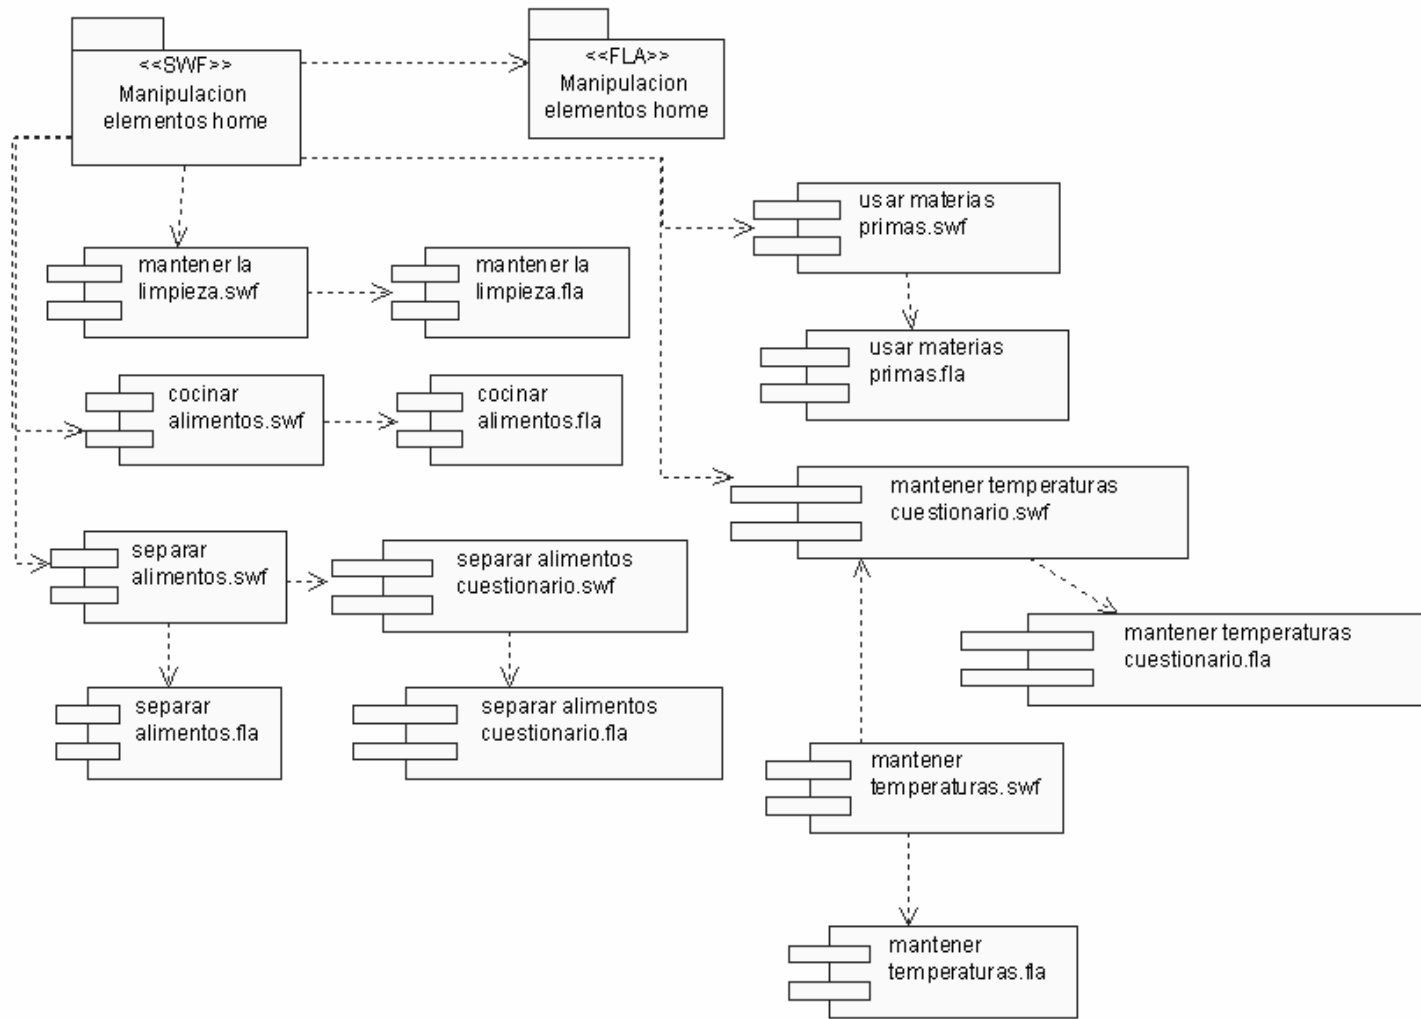 <<SWF>>
Manipulacion
elementos home
<<FLA>>
Manipulacion
elementos home
usar materias
primas.swf
mantener la
limpieza.swf
mantener la
limpieza.fla
usar materias
primas.fla
cocinar
alimentos.swf
cocinar
alimentos.fla
mantener temperaturas
cuestionario.swf
separar
alimentos.swf
separar alimentos
cuestionario.swf
mantener temperaturas
cuestionario.fla
separar
alimentos.fla
separar alimentos
cuestionario.fla
mantener
temperaturas.swf
mantener
temperaturas.fla